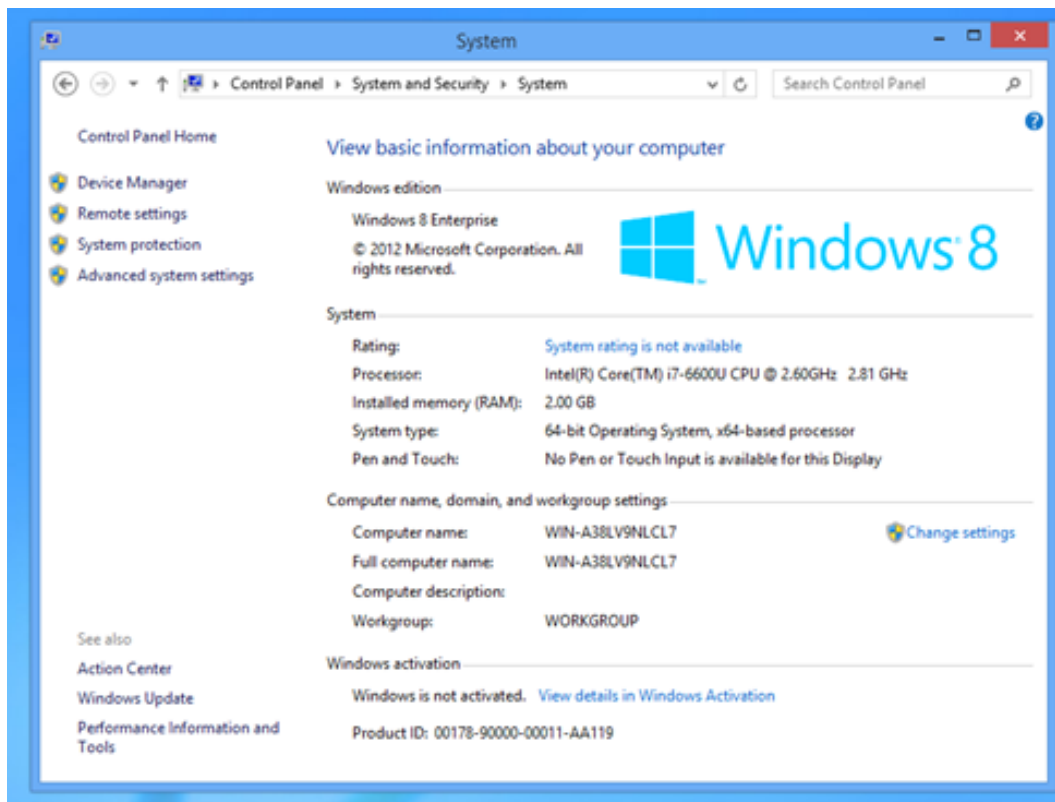 System
Control Panel System and Security System
Search Control Panel
Control Panel Home
Device Manager
Remote settings
System protection
Advanced system settings
View basic information about your computer
Windows edition
Windows 8 Enterprise
© 2012 Microsoft Corporation. All
rights reserved.
Windows 8
System
Rating: System rating is not available
Processor: Intel(R) Core(TM) i7-6600U CPU @ 2.60GHz 2.81 GHz
Installed memory (RAM): 2.00 GB
System type: 64-bit Operating System, x64-based processor
Pen and Touch: No Pen or Touch Input is available for this Display
Computer name, domain, and workgroup settings
Computer name: WIN-A38LV9NLCL7 Change settings
Full computer name: WIN-A38LV9NLCL7
Computer description:
Workgroup: WORKGROUP
Windows activation
Windows is not activated. View details in Windows Activation
Product ID: 00178-90000-00011-AA119
See also
Action Center
Windows Update
Performance Information and
Tools